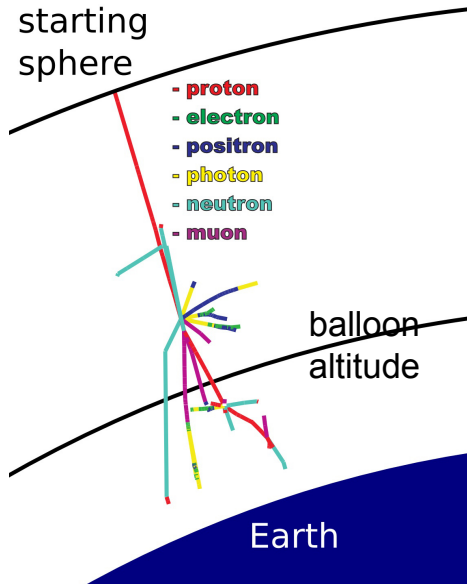 starting
sphere
- proton
- electron
- positron
- photon
- neutron
- muon
balloon
altitude
Earth